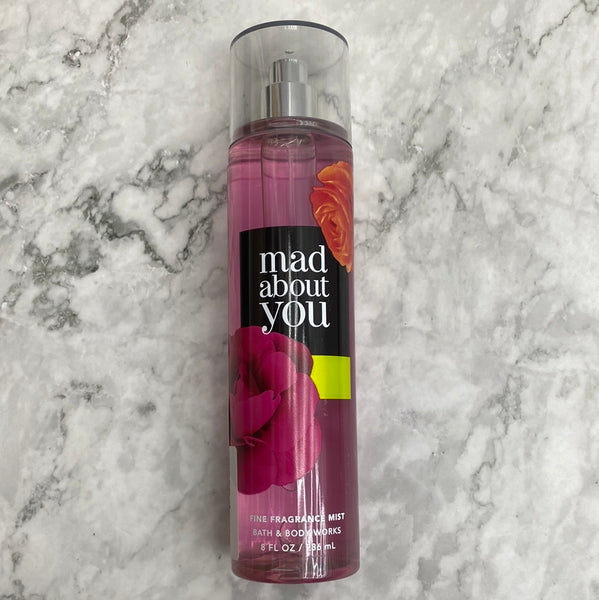 mad
about
you
FINE FRAGRANCE MIST
BATH & BODY WORKS
8 FL OZ / 236 mL